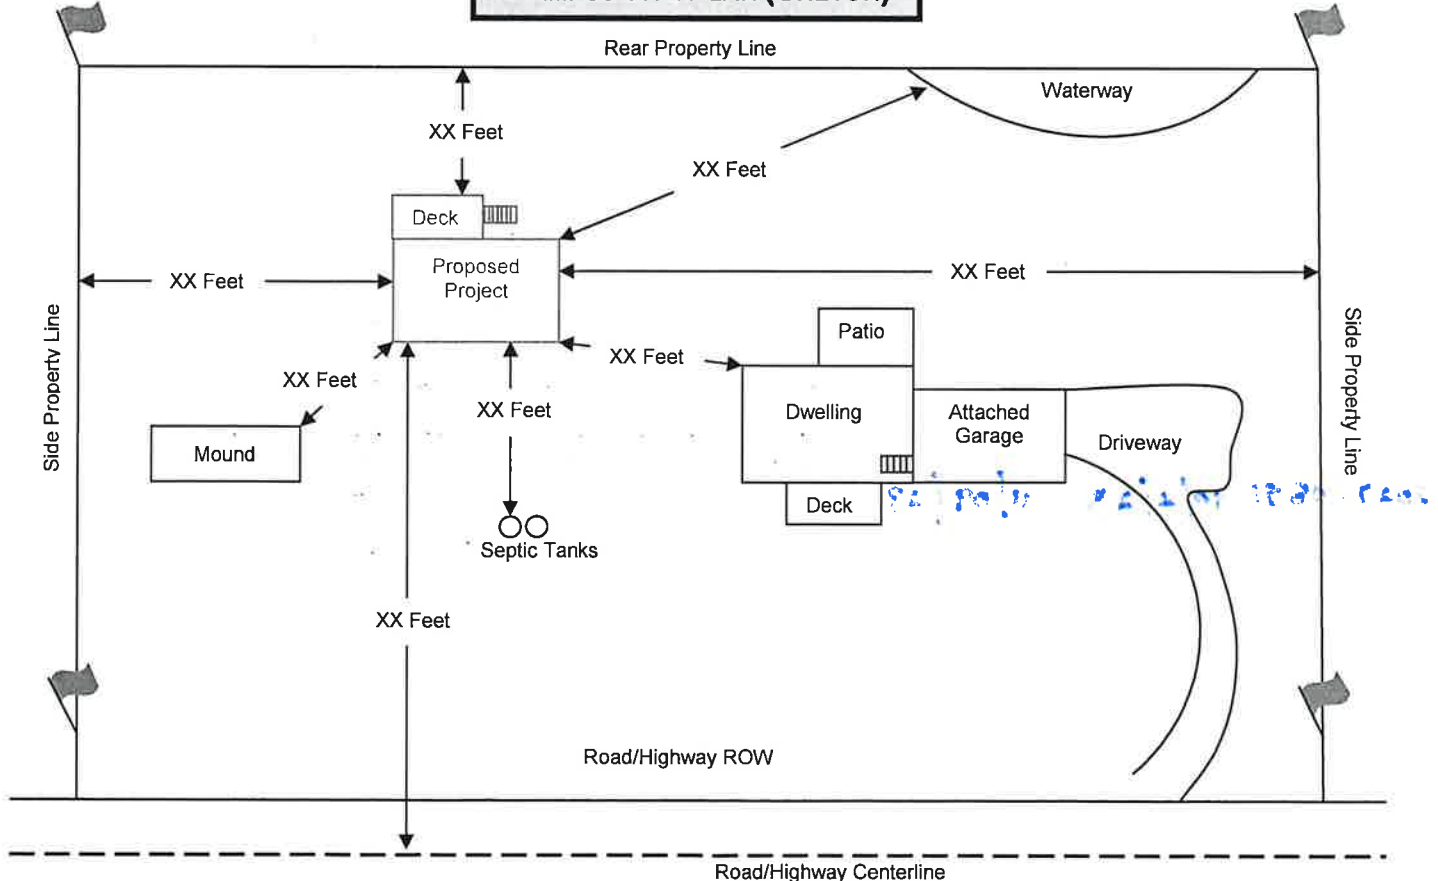 (SKETCH)
Rear Property Line
Waterway
XX Feet
XX Feet
Deck
Proposed
Project
XX Feet
XX Feet
Side Property Line
Side Property Line
Patio
XX Feet
XX Feet
XX Feet
Dwelling
Attached
Garage
Driveway
Mound
Deck
Septic Tanks
XX Feet
Road/Highway ROW
Road/Highway Centerline